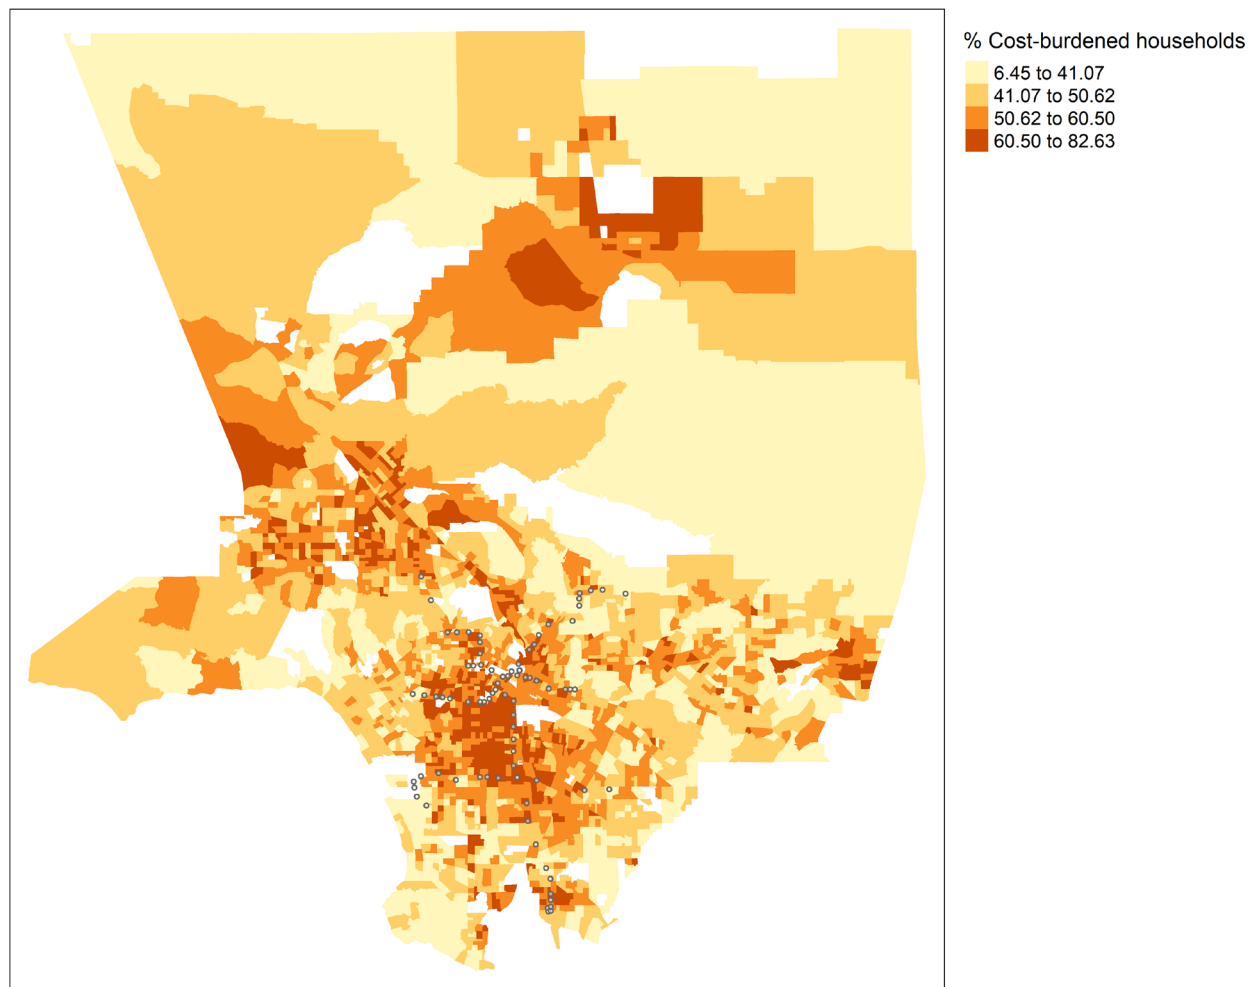 % Cost-burdened households
6.45 to 41.07
41.07 to 50.62
50.62 to 60.50
60.50 to 82.63